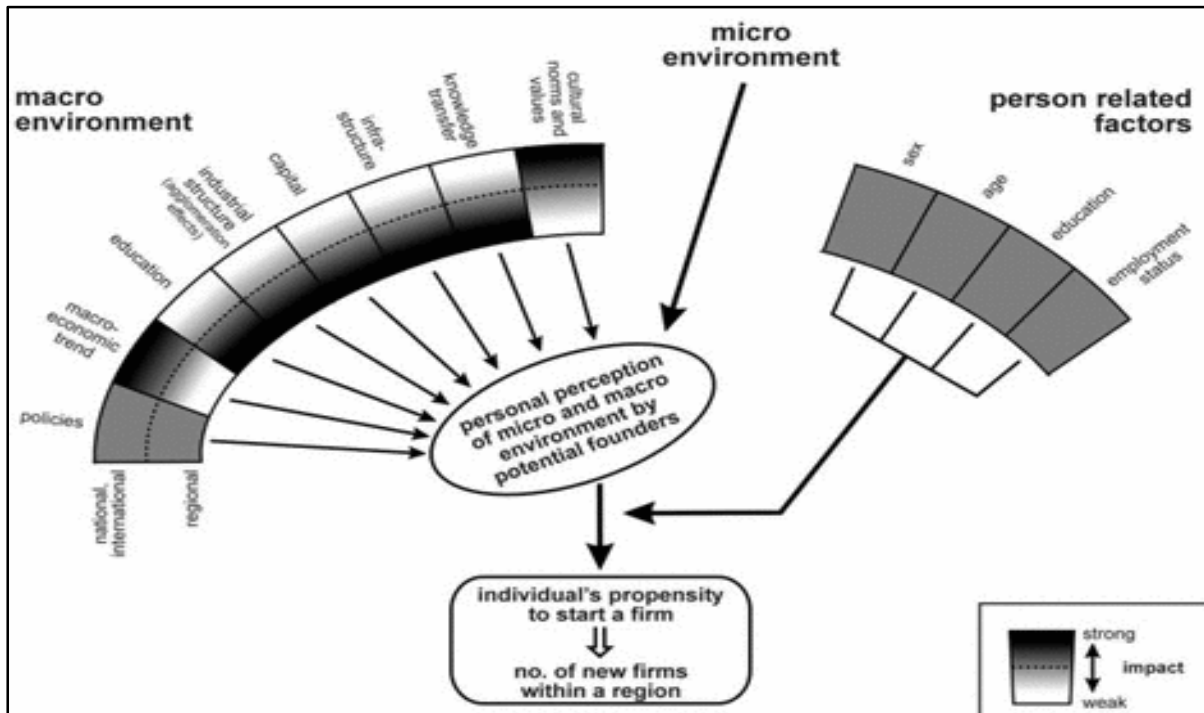 macro
environment
policies
macro-
economic
trend
education
industrial
structure
(agglomeration
effects)
capital
infra-
structure
knowledge
transfer
cultural
norms and
values
national,
international
regional
micro
environment
person related
factors
sex
age
education
employment
status
personal perception
of micro and macro
environment by
potential founders
individual's propensity
to start a firm
no. of new firms
within a region
strong
impact
weak